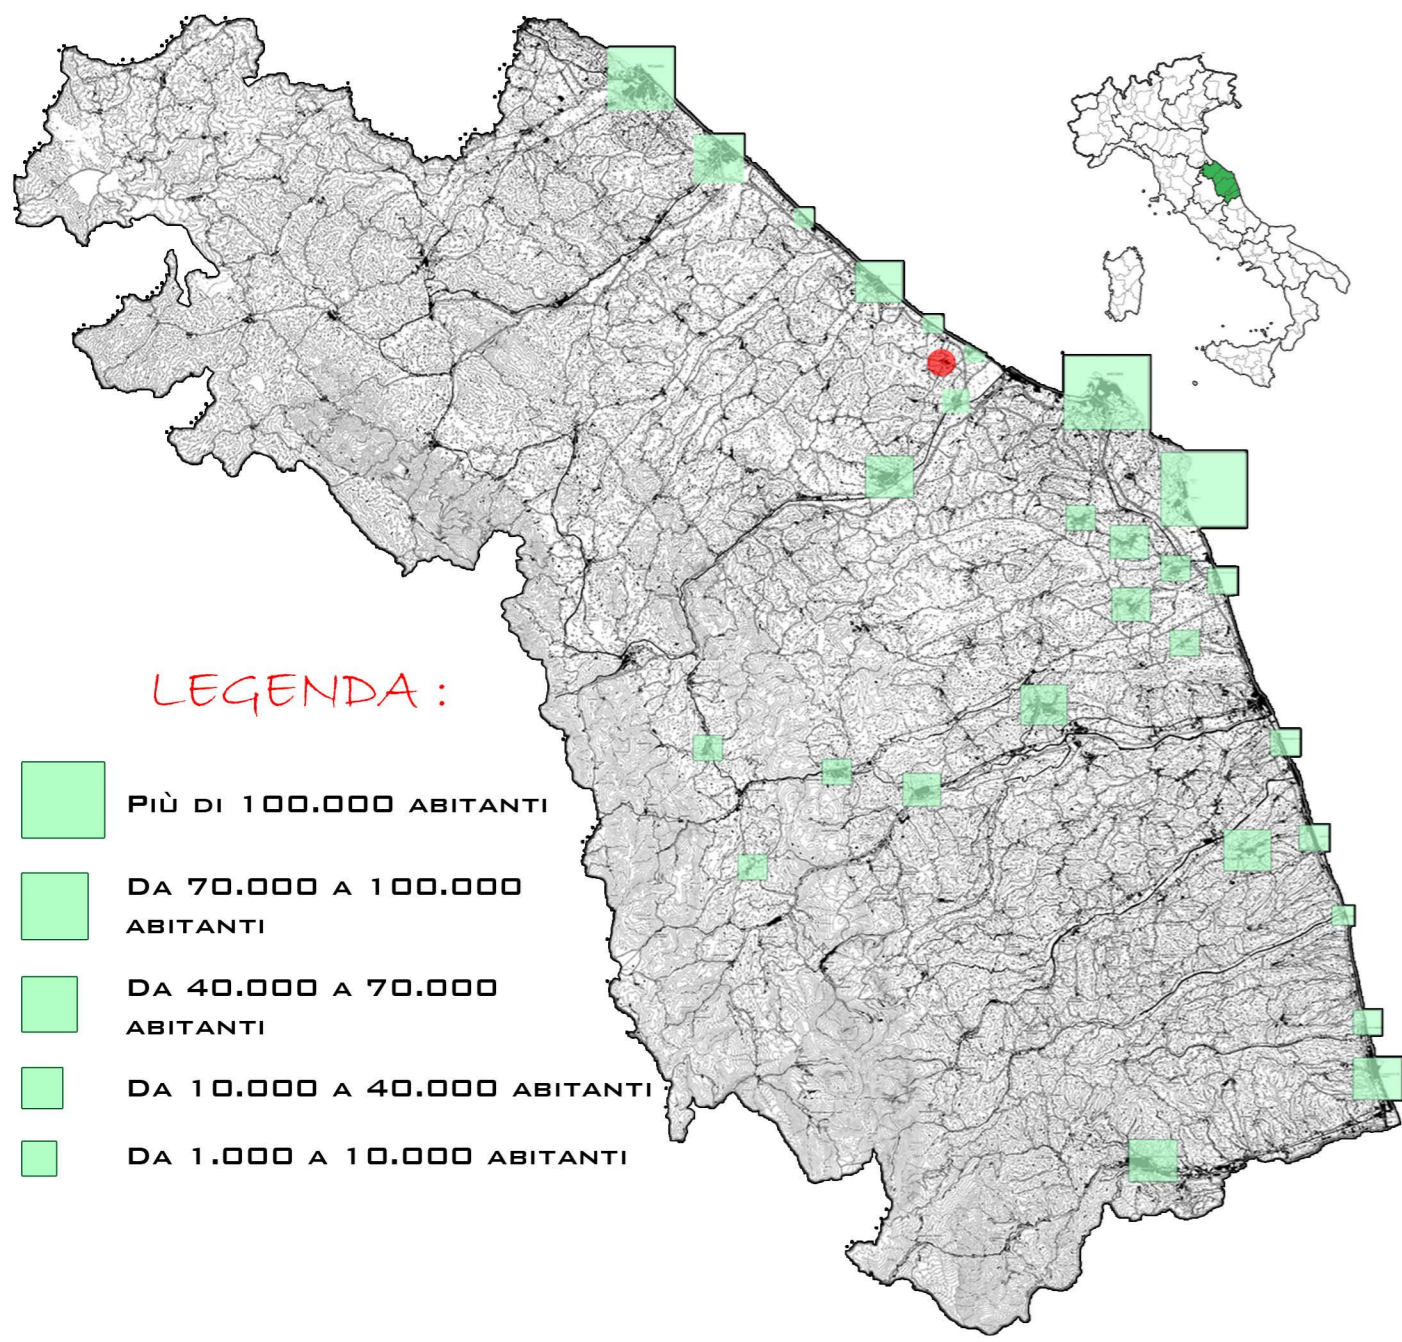 LEGENDA:
PIÙ DI 100.000 ABITANTI
DA 70.000 A 100.000
ABITANTI
DA 40.000 A 70.000
ABITANTI
DA 10.000 A 40.000 ABITANTI
DA 1.000 A 10.000 ABITANTI